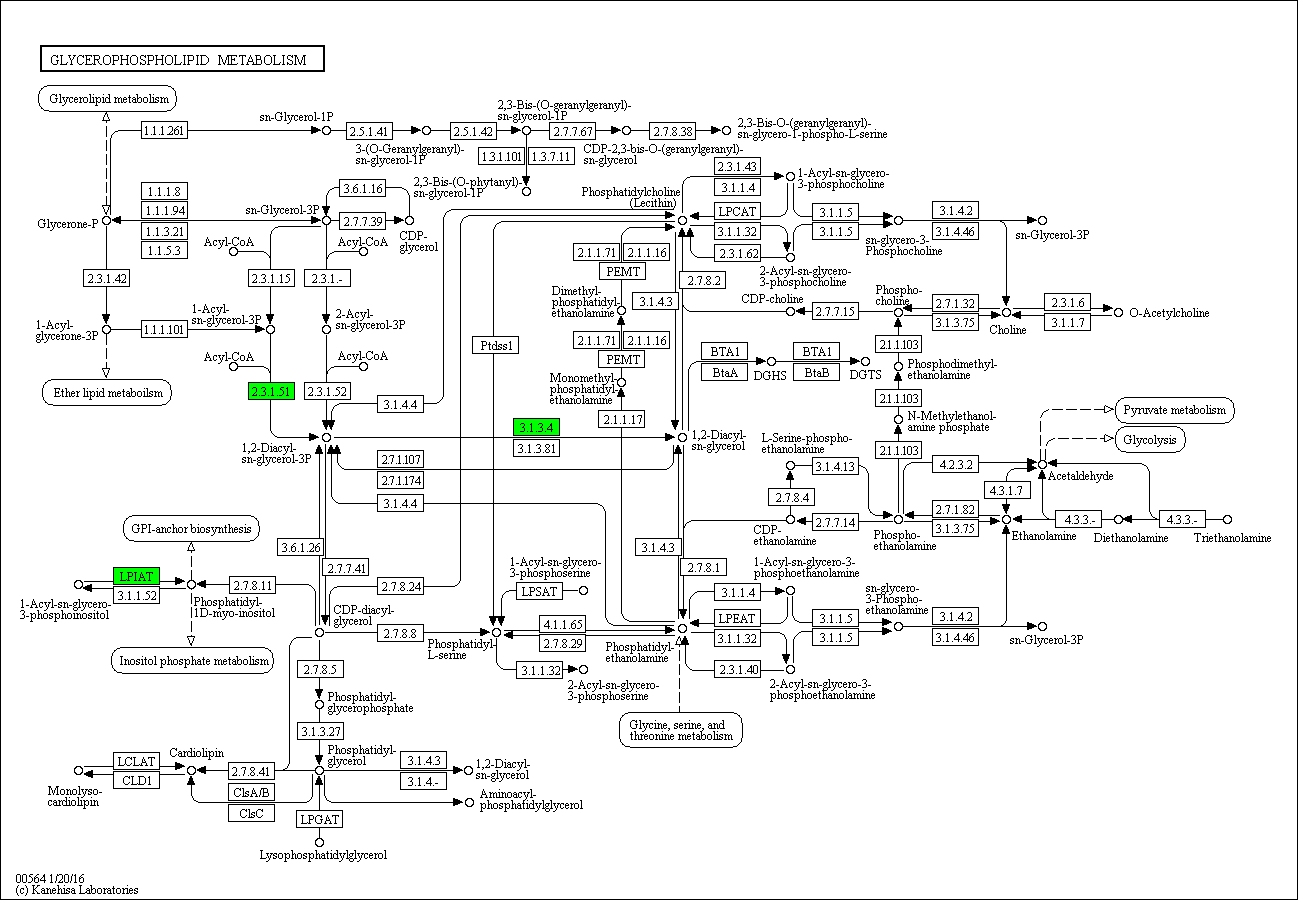 GLYCEROPHOSPHOLIPID METABOLISM
Glycerolipid metabolism
sn-Glycerol-1P
2,3-Bis-(O-geranylgeranyl)-
sn-glycerol-1P
1.1.1.261
2.5.1.41
2.5.1.42
2.7.7.67
2.7.8.38
2,3-Bis-O-(geranylgeranyl)-
sn-glycero-1-phospho-L-serine
3-(O-Geranylgeranyl)-
sn-glycerol-1P
1.3.1.101
1.3.7.11
CDP-2,3-bis-O-(geranylgeranyl)-
sn-glycerol
2,3-Bis-(O-phytanyl)-
sn-glycerol-1P
1.1.1.8
1.1.1.94
1.1.3.21
1.1.5.3
Glycerone-P
sn-Glycerol-3P
3.6.1.16
2.7.7.39
CDP-
glycerol
Phosphatidylcholine
(Lecithin)
2.3.1.43
3.1.1.4
LPCAT
3.1.1.32
2.3.1.62
1-Acyl-sn-glycero-
3-phosphocholine
3.1.1.5
3.1.1.5
3.1.4.2
3.1.4.46
sn-Glycerol-3P
sn-glycero-3-
Phosphocholine
2-Acyl-sn-glycero-
3-phosphocholine
Acyl-CoA
Acyl-CoA
2.3.1.42
2.3.1.15
2.3.1.-
2.1.1.71
2.1.1.16
PEMT
Dimethyl-
phosphatidyl-
ethanolamine
3.1.4.3
2.7.8.2
CDP-choline
2.7.7.15
Phospho-
choline
2.7.1.32
3.1.3.75
Choline
2.3.1.6
3.1.1.7
O-Acetylcholine
1-Acyl-
glycerone-3P
1.1.1.101
1-Acyl-
sn-glycerol-3P
2-Acyl-
sn-glycerol-3P
Ptdss1
2.1.1.71
2.1.1.16
PEMT
BTA1
BtaA
DGHS
BTA1
BtaB
DGTS
2.1.1.103
Phosphodimethyl-
ethanolamine
Acyl-CoA
Acyl-CoA
Ether lipid metabolism
2.3.1.51
2.3.1.52
3.1.4.4
Monomethyl-
phosphatidyl-
ethanolamine
2.1.1.17
2.1.1.103
N-Methylethanol-
amine phosphate
Pyruvate metabolism
Glycolysis
3.1.3.4
3.1.3.81
1,2-Diacyl-
sn-glycerol-3P
1,2-Diacyl-
sn-glycerol
L-Serine-phospho-
ethanolamine
2.1.1.103
2.7.1.107
2.7.1.174
3.1.4.4
3.1.4.13
4.2.3.2
Acetaldehyde
4.3.1.7
2.7.8.4
2.7.7.14
2.7.1.82
3.1.3.75
4.3.3.-
4.3.3.-
CDP-
ethanolamine
Phospho-
ethanolamine
Ethanolamine
Diethanolamine
Triethanolamine
GPI-anchor biosynthesis
3.6.1.26
2.7.7.41
3.1.4.3
2.7.8.1
1-Acyl-sn-glycero-
3-phosphoserine
1-Acyl-sn-glycero-3-
phosphoethanolamine
LPIAT
3.1.1.52
2.7.8.11
2.7.8.24
LPSAT
3.1.1.4
LPEAT
3.1.1.32
2.3.1.40
sn-glycero-
3-Phospho-
ethanolamine
1-Acyl-sn-glycero-
3-phosphoinositol
Phosphatidyl-
1D-myo-inositol
CDP-diacyl-
glycerol
2.7.8.8
Phosphatidyl-
L-serine
4.1.1.65
2.7.8.29
Phosphatidyl-
ethanolamine
3.1.1.5
3.1.1.5
3.1.4.2
3.1.4.46
sn-Glycerol-3P
Inositol phosphate metabolism
2.7.8.5
3.1.1.32
2-Acyl-sn-glycero-
3-phosphoserine
2-Acyl-sn-glycero-3-
phosphoethanolamine
Phosphatidyl-
glycerophosphate
3.1.3.27
Glycine, serine, and
threonine metabolism
Cardiolipin
Phosphatidyl-
glycerol
LCLAT
CLD1
2.7.8.41
ClsA/B
ClsC
3.1.4.3
3.1.4.-
1,2-Diacyl-
sn-glycerol
Monolyso-
cardiolipin
Aminoacyl-
phosphatidylglycerol
LPGAT
Lysophosphatidylglycerol
00564 1/20/16
(c) Kanehisa Laboratories